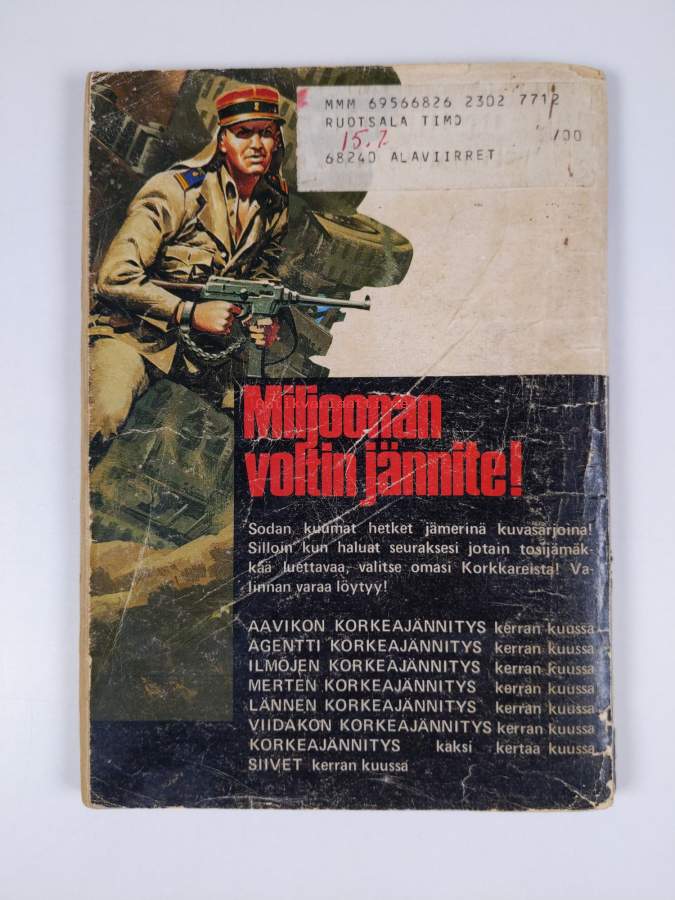 MMM 69566826 2302 7712
RUOTSALA TIMO
15.7 /00
68240 ALAVIIRRET
Miljoonan
voltin jännite!
Sodan kuumat hetket jämerinä kuvasarjoina!
Silloin kun haluat seuraksesi jotain tosijämäk-
kää luettavaa, valitse omasi Korkkareista! Va-
linnan varaa löytyy!
AAVIKON KORKEAJÄNNITYS kerran kuussa
AGENTTI KORKEAJÄNNITYS kerran kuussa
ILMOJEN KORKEAJÄNNITYS kerran kuussa
MERTEN KORKEAJÄNNITYS kerran kuussa
LÄNNEN KORKEAJÄNNITYS kerran kuussa
VIIDAKON KORKEAJÄNNITYS kerran kuussa
KORKEAJÄNNITYS kaksi kertaa kuussa
SIIVET kerran kuussa